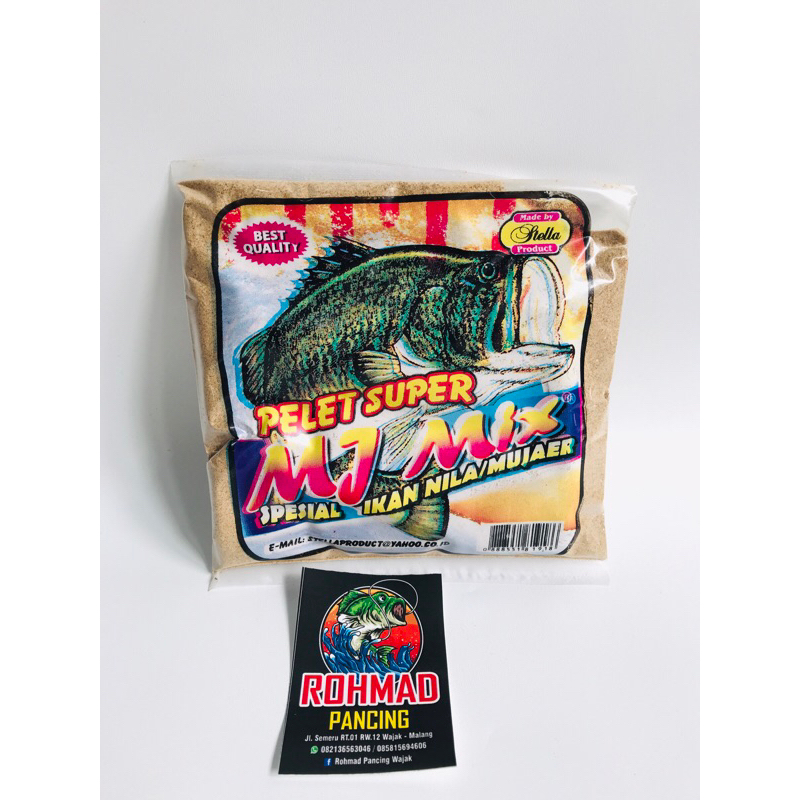 BEST
QUALITY
Made by
Stella
Product
PELET SUPER
MJ Mix®
SPESIAL IKAN NILA/MUJAER
E-MAIL: STELLAPRODUCT@YAHOO.CO.ID
ROHMAD
PANCING
Jl. Semeru RT.01 RW.12 Wajak - Malang
082136563046 / 085815694606
f Rohmad Pancing Wajak